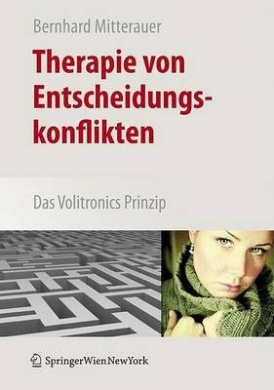 Bernhard Mitterauer
Therapie von
Entscheidungs-
konflikten
Das Volitronics Prinzip
SpringerWienNewYork